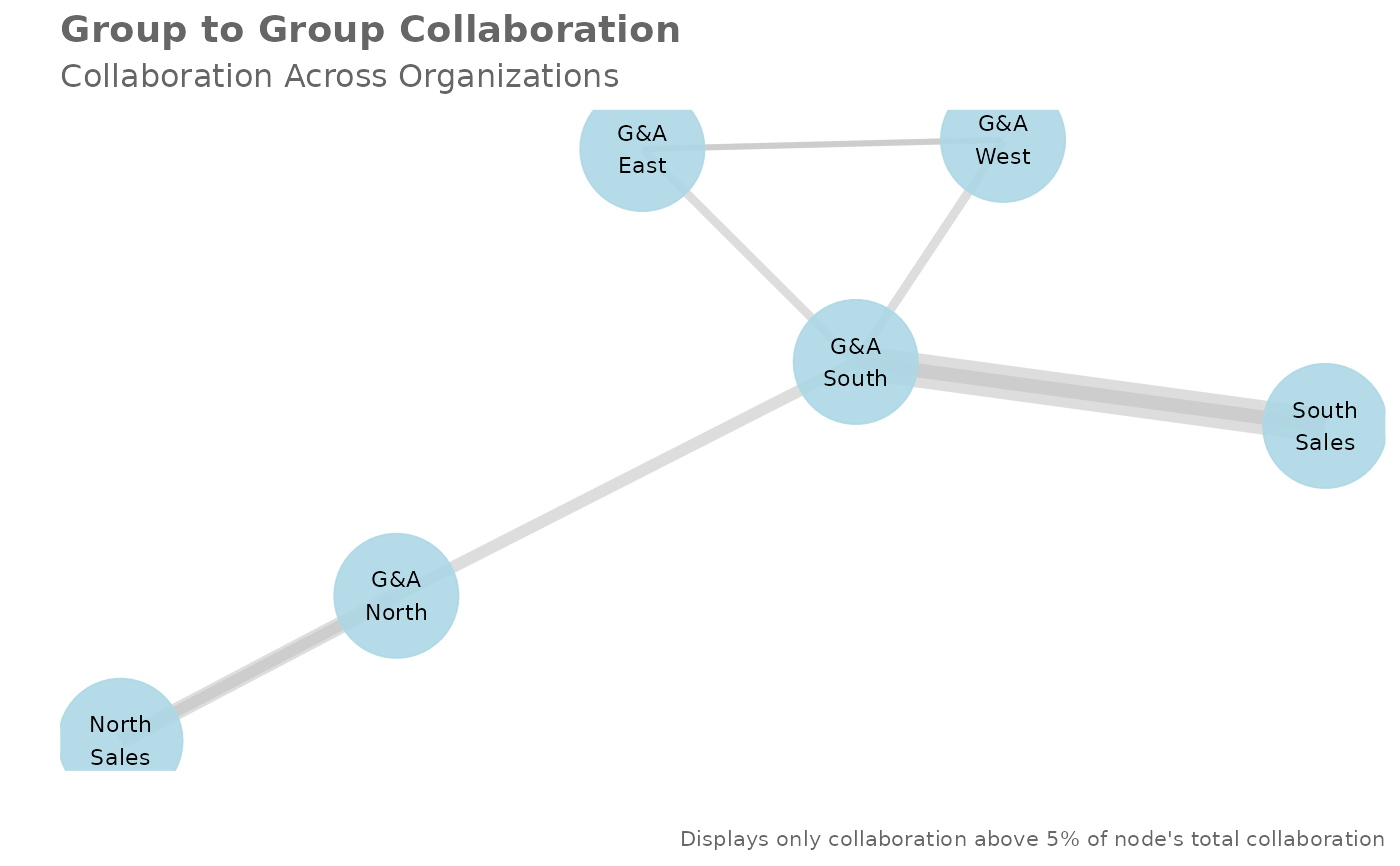 Group to Group Collaboration
Collaboration Across Organizations
G&A
East
G&A
West
G&A
South
South
Sales
G&A
North
North
Sales
Displays only collaboration above 5% of node's total collaboration